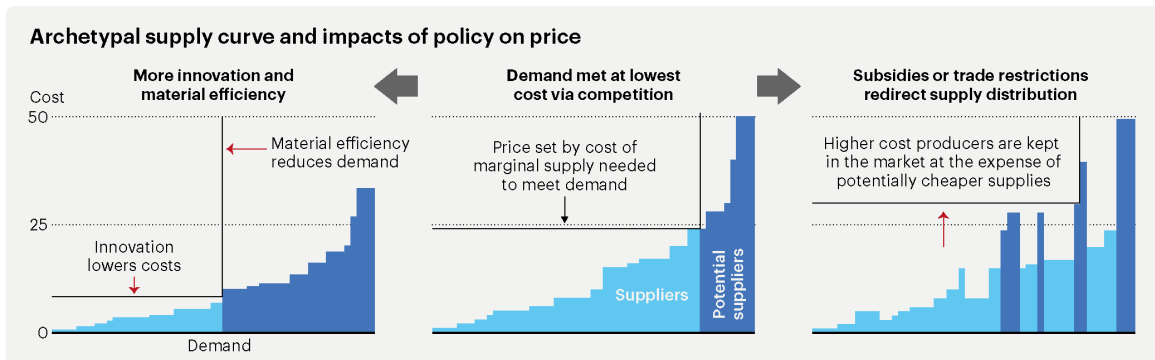 Archetypal supply curve and impacts of policy on price
More innovation and
material efficiency
Cost
50
25
0
Material efficiency
reduces demand
Innovation
lowers costs
Demand
Demand met at lowest
cost via competition
Price set by cost of
marginal supply needed
to meet demand
Suppliers
Potential
suppliers
Subsidies or trade restrictions
redirect supply distribution
Higher cost producers are kept
in the market at the expense of
potentially cheaper supplies